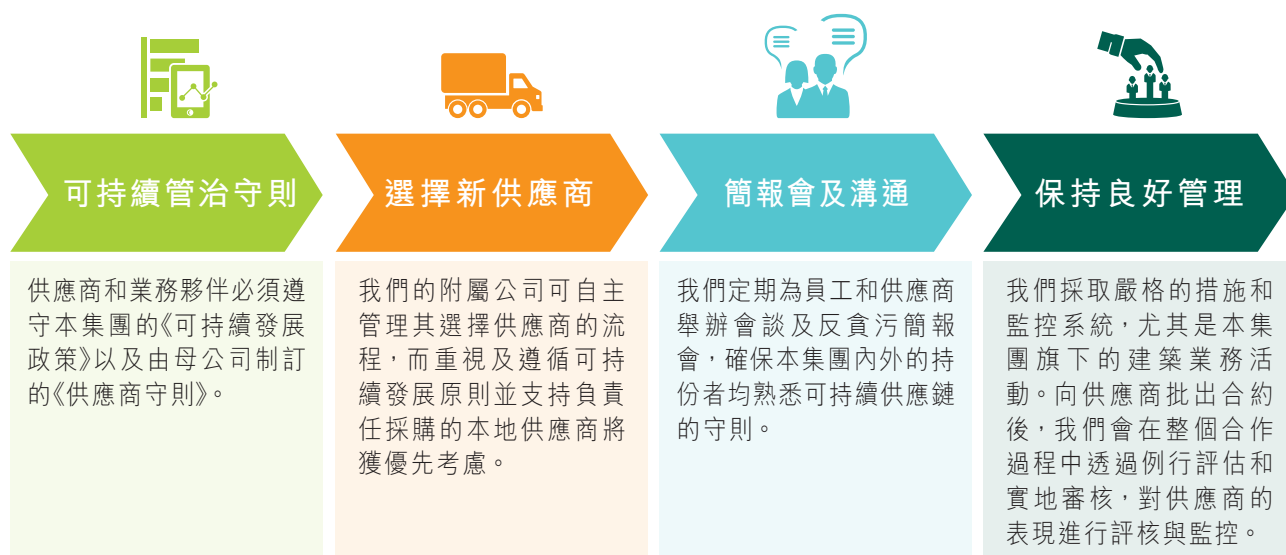 可持續管治守則
供應商和業務夥伴必須遵
守本集團的《可持續發展
政策》以及由母公司制訂
的《供應商守則》。
選擇新供應商
我們的附屬公司可自主
管理其選擇供應商的流
程，而重視及遵循可持
續發展原則並支持負責
任採購的本地供應商將
獲優先考慮。
簡報會及溝通
我們定期為員工和供應商
舉辦會談及反貪污簡報
會，確保本集團內外的持
份者均熟悉可持續供應鏈
的守則。
保持良好管理
我們採取嚴格的措施和
監控系統，尤其是本集
團旗下的建築業務活
動。向供應商批出合約
後，我們會在整個合作
過程中透過例行評估和
實地審核，對供應商的
表現進行評核與監控。